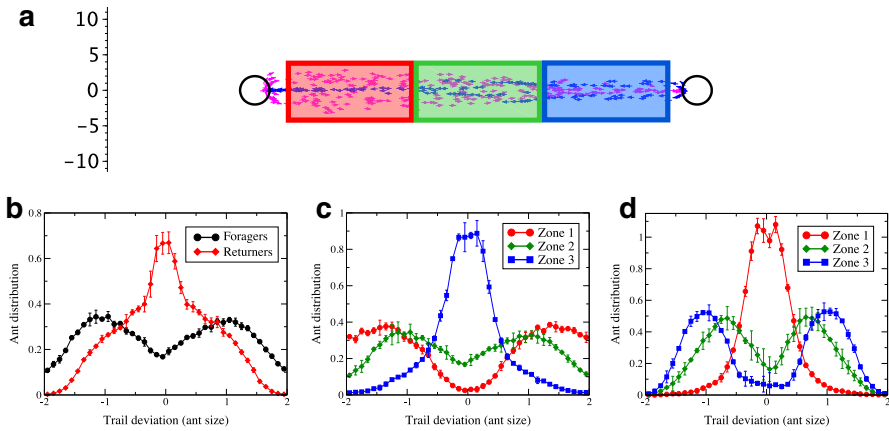 a
10
5
0
−5
−10
b
0.8
0.6
0.4
0.2
0
-2
-1
0
1
2
Ant distribution
Trail deviation (ant size)
Foragers
Returners
c
1
0.8
0.6
0.4
0.2
0
-2
-1
0
1
2
Ant distribution
Trail deviation (ant size)
Zone 1
Zone 2
Zone 3
d
1
0.8
0.6
0.4
0.2
0
-2
-1
0
1
2
Ant distribution
Trail deviation (ant size)
Zone 1
Zone 2
Zone 3